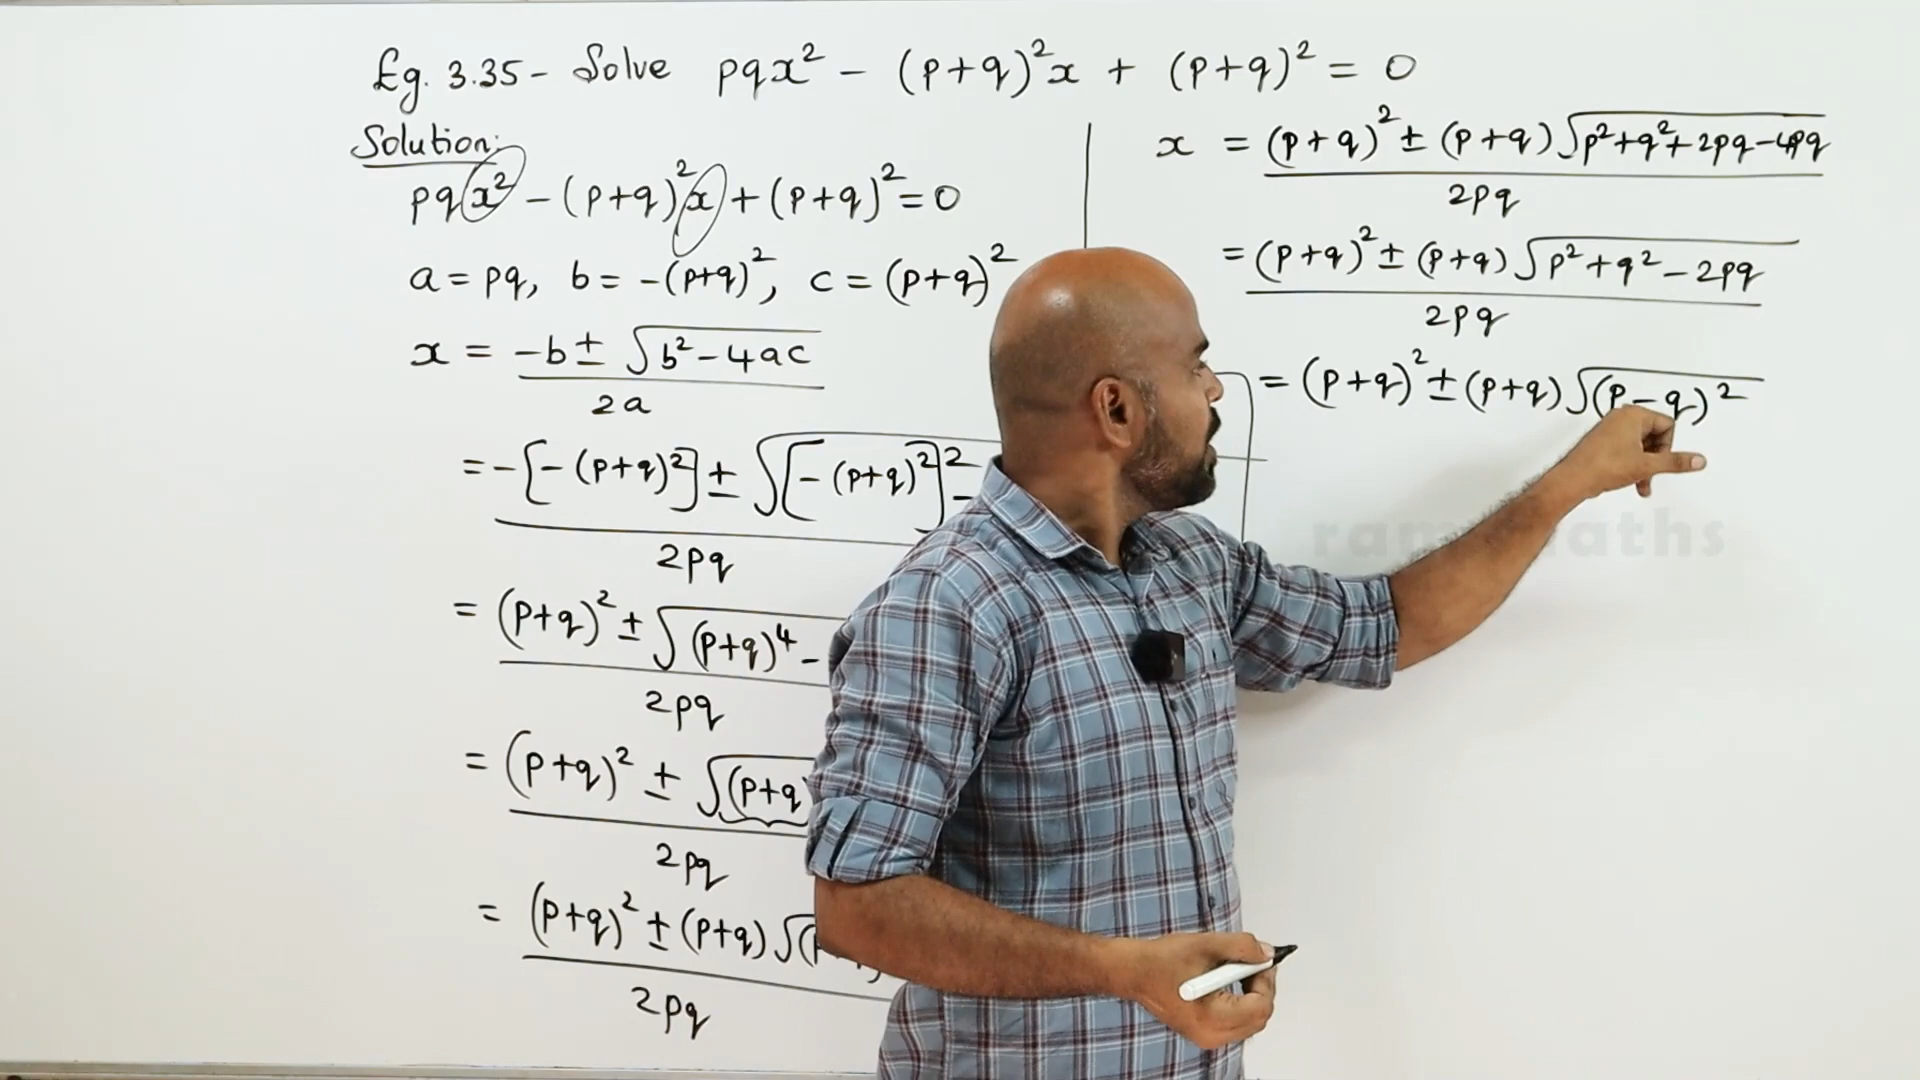 Eg. 3.35 - Solve pqx² - (p+q)²x + (p+q)² = 0
Solution:
pqx² - (p+q)²x + (p+q)² = 0
a = pq, b = -(p+q)², c = (p+q)²
x = -b ± √b² - 4ac
2a
= -[-(p+q)²] ± √[-(p+q)²]² -
2pq
= (p+q)² ± √(p+q)⁴ -
2pq
= (p+q)² ± √(p+q)
2pq
= (p+q)² ± (p+q) √(
2pq
x = (p+q)² ± (p+q) √p²+q²+2pq-4pq
2pq
= (p+q)² ± (p+q) √p²+q²-2pq
2pq
= (p+q)² ± (p+q) √(p-q)²